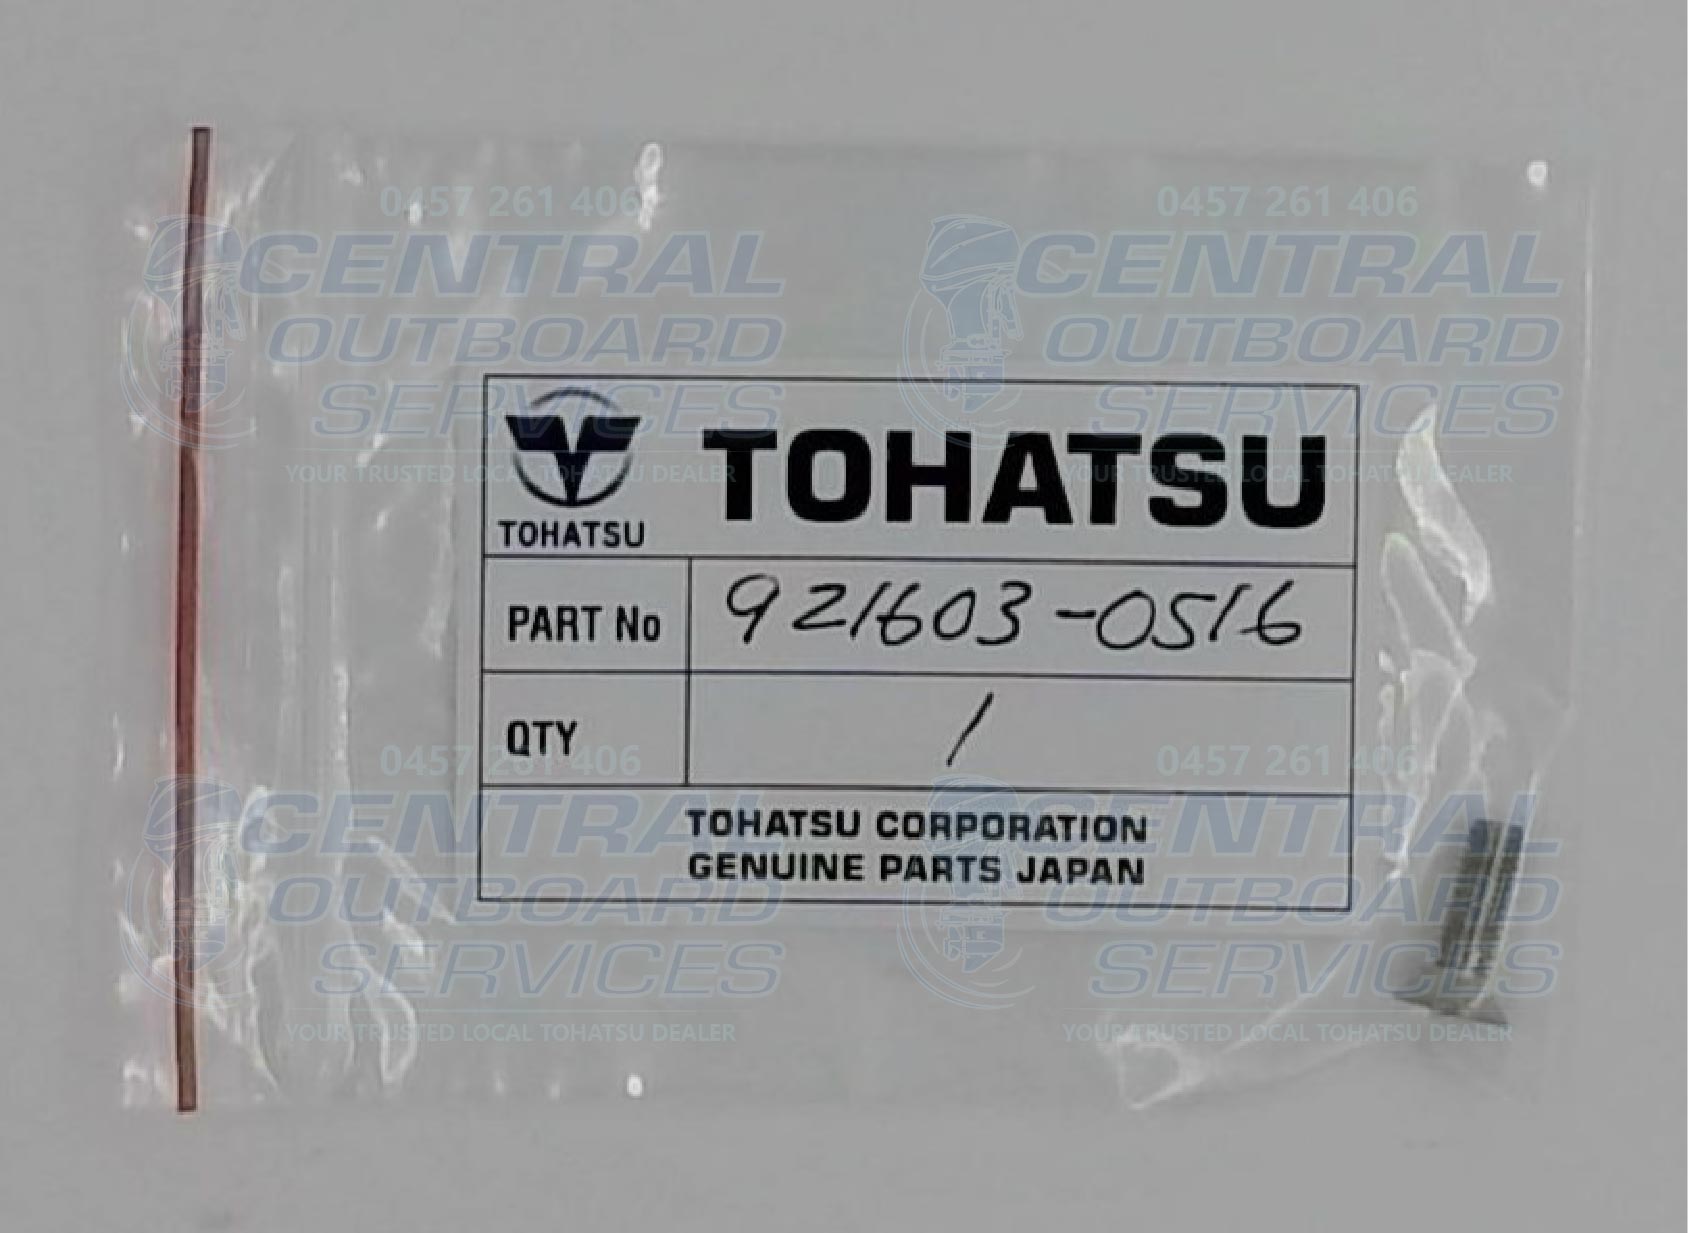 0457 261 406 0457 261 406
CENTRAL CENTRAL
OUTBOARD OUTBOARD
SERVICES SERVICES
YOUR TRUSTED LOCAL TOHATSU DEALER YOUR TRUSTED LOCAL TOHATSU DEALER
TOHATSU
TOHATSU
PART No 921603-0516
QTY 1
TOHATSU CORPORATION
GENUINE PARTS JAPAN
0457 261 406 0457 261 406
CENTRAL CENTRAL
OUTBOARD OUTBOARD
SERVICES SERVICES
YOUR TRUSTED LOCAL TOHATSU DEALER YOUR TRUSTED LOCAL TOHATSU DEALER